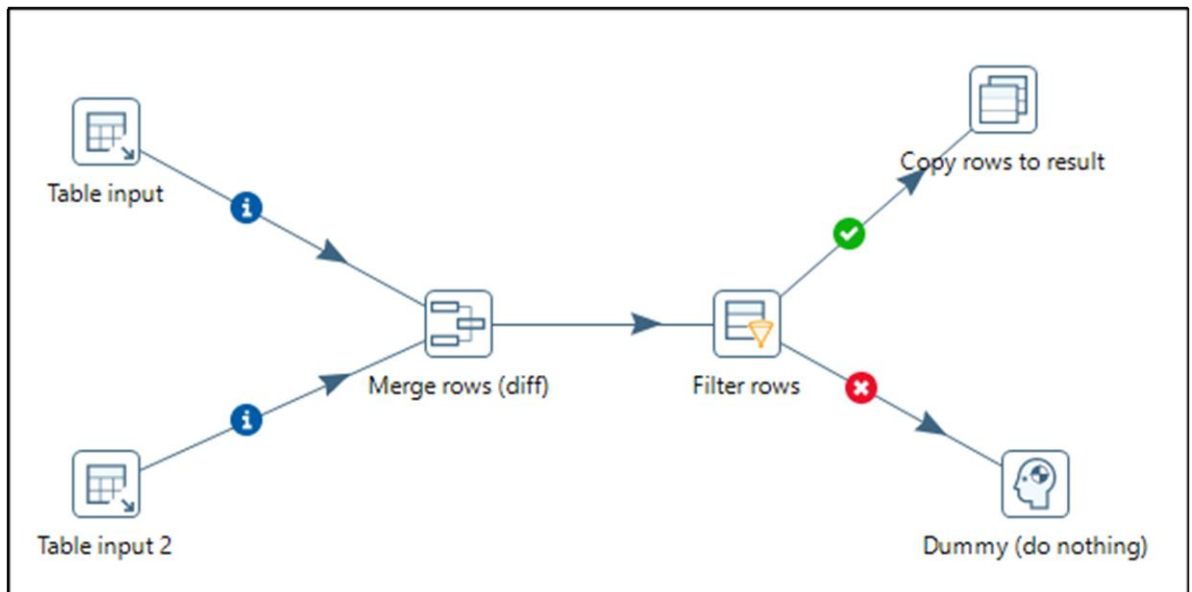 Table input
Table input 2
Merge rows (diff)
Filter rows
Copy rows to result
Dummy (do nothing)